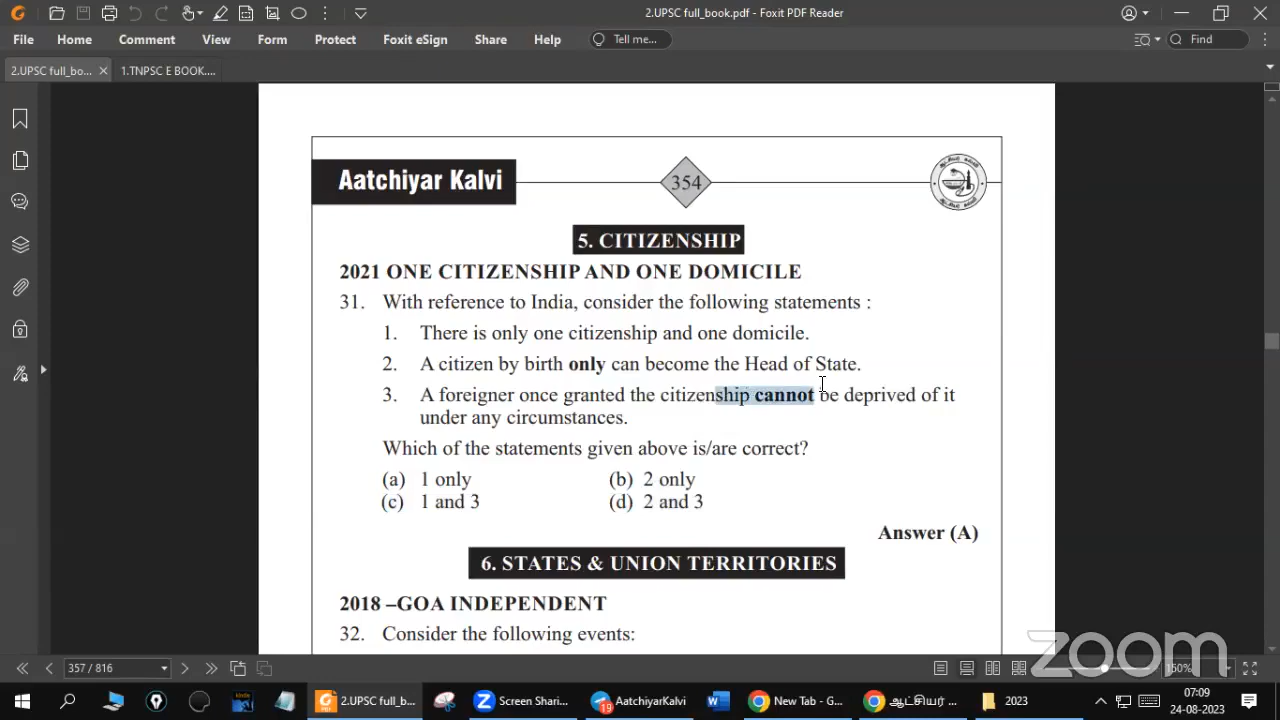 2.UPSC full_book.pdf - Foxit PDF Reader
File Home Comment View Form Protect Foxit eSign Share Help Tell me... Find
2.UPSC full_bo... 1.TNPSC E BOOK....
Aatchiyar Kalvi 354
5. CITIZENSHIP
2021 ONE CITIZENSHIP AND ONE DOMICILE
31. With reference to India, consider the following statements :
1. There is only one citizenship and one domicile.
2. A citizen by birth only can become the Head of State.
3. A foreigner once granted the citizenship cannot be deprived of it
under any circumstances.
Which of the statements given above is/are correct?
(a) 1 only (b) 2 only
(c) 1 and 3 (d) 2 and 3
Answer (A)
6. STATES & UNION TERRITORIES
2018 –GOA INDEPENDENT
32. Consider the following events:
zoom
357 / 816 150%
2.UPSC full_b... Screen Shari... 19 AatchiyarKalvi New Tab - G... ஆட்சியர் ... 2023
07:09
24-08-2023